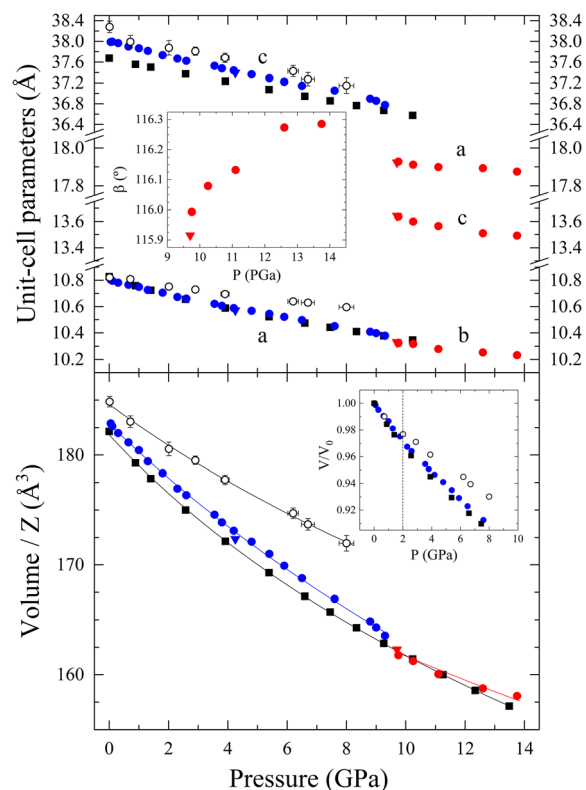 38.4
38.0
37.6
37.2
36.8
36.4
18.0
17.8
13.6
13.4
10.8
10.6
10.4
10.2
Unit-cell parameters (Å)
c
a
c
a
b
38.4
38.0
37.6
37.2
36.8
36.4
18.0
17.8
13.6
13.4
10.8
10.6
10.4
10.2
116.3
116.2
116.1
116.0
115.9
β (º)
9 10 11 12 13 14
P (PGa)
180
170
160
Volume / Z (Å³)
1.00
0.98
0.96
0.94
0.92
V/V₀
0 2 4 6 8 10
P (GPa)
0 2 4 6 8 10 12 14
Pressure (GPa)